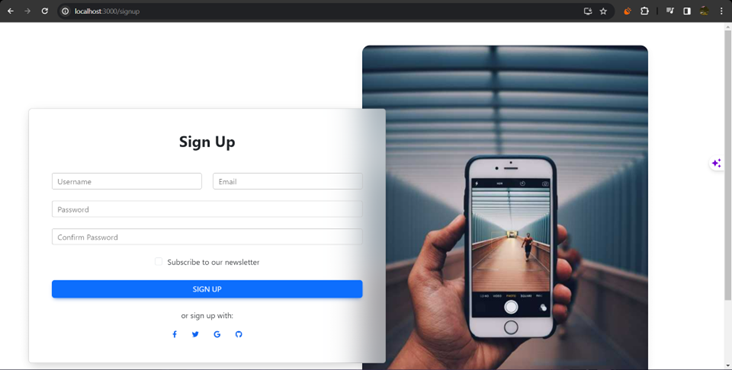 localhost:3000/signup
Sign Up
Username
Email
Password
Confirm Password
Subscribe to our newsletter
SIGN UP
or sign up with: